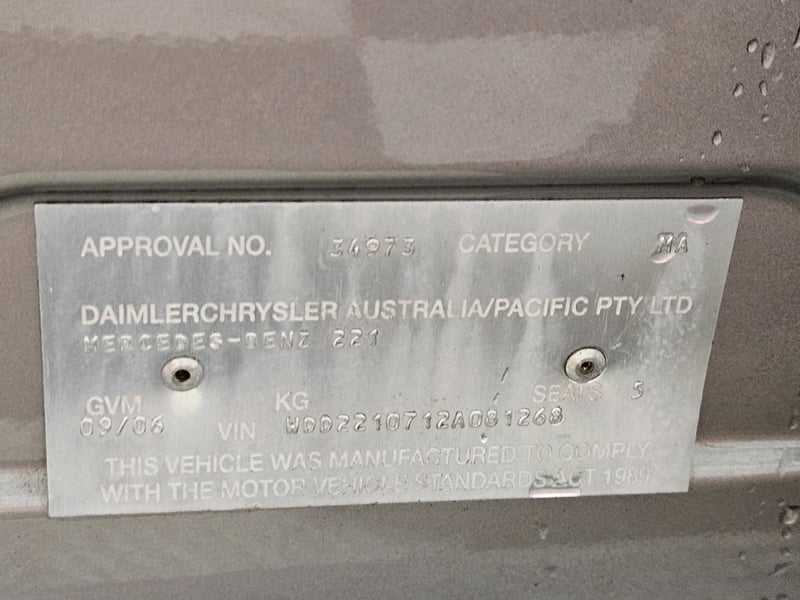 APPROVAL NO. 34973 CATEGORY MA
DAIMLERCHRYSLER AUSTRALIA/PACIFIC PTY LTD
MERCEDES-BENZ 221
GVM KG SEATS 5
09/06 VIN WDD2210712A081268
THIS VEHICLE WAS MANUFACTURED TO COMPLY
WITH THE MOTOR VEHICLE STANDARDS ACT 1989